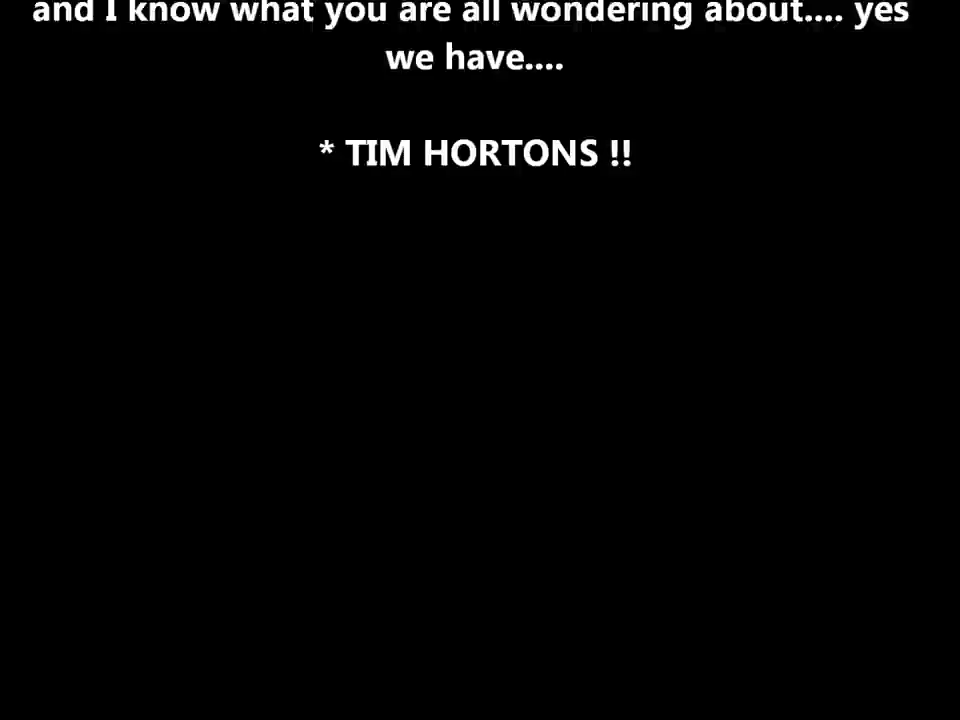 and I know what you are all wondering about.... yes
we have....
* TIM HORTONS !!